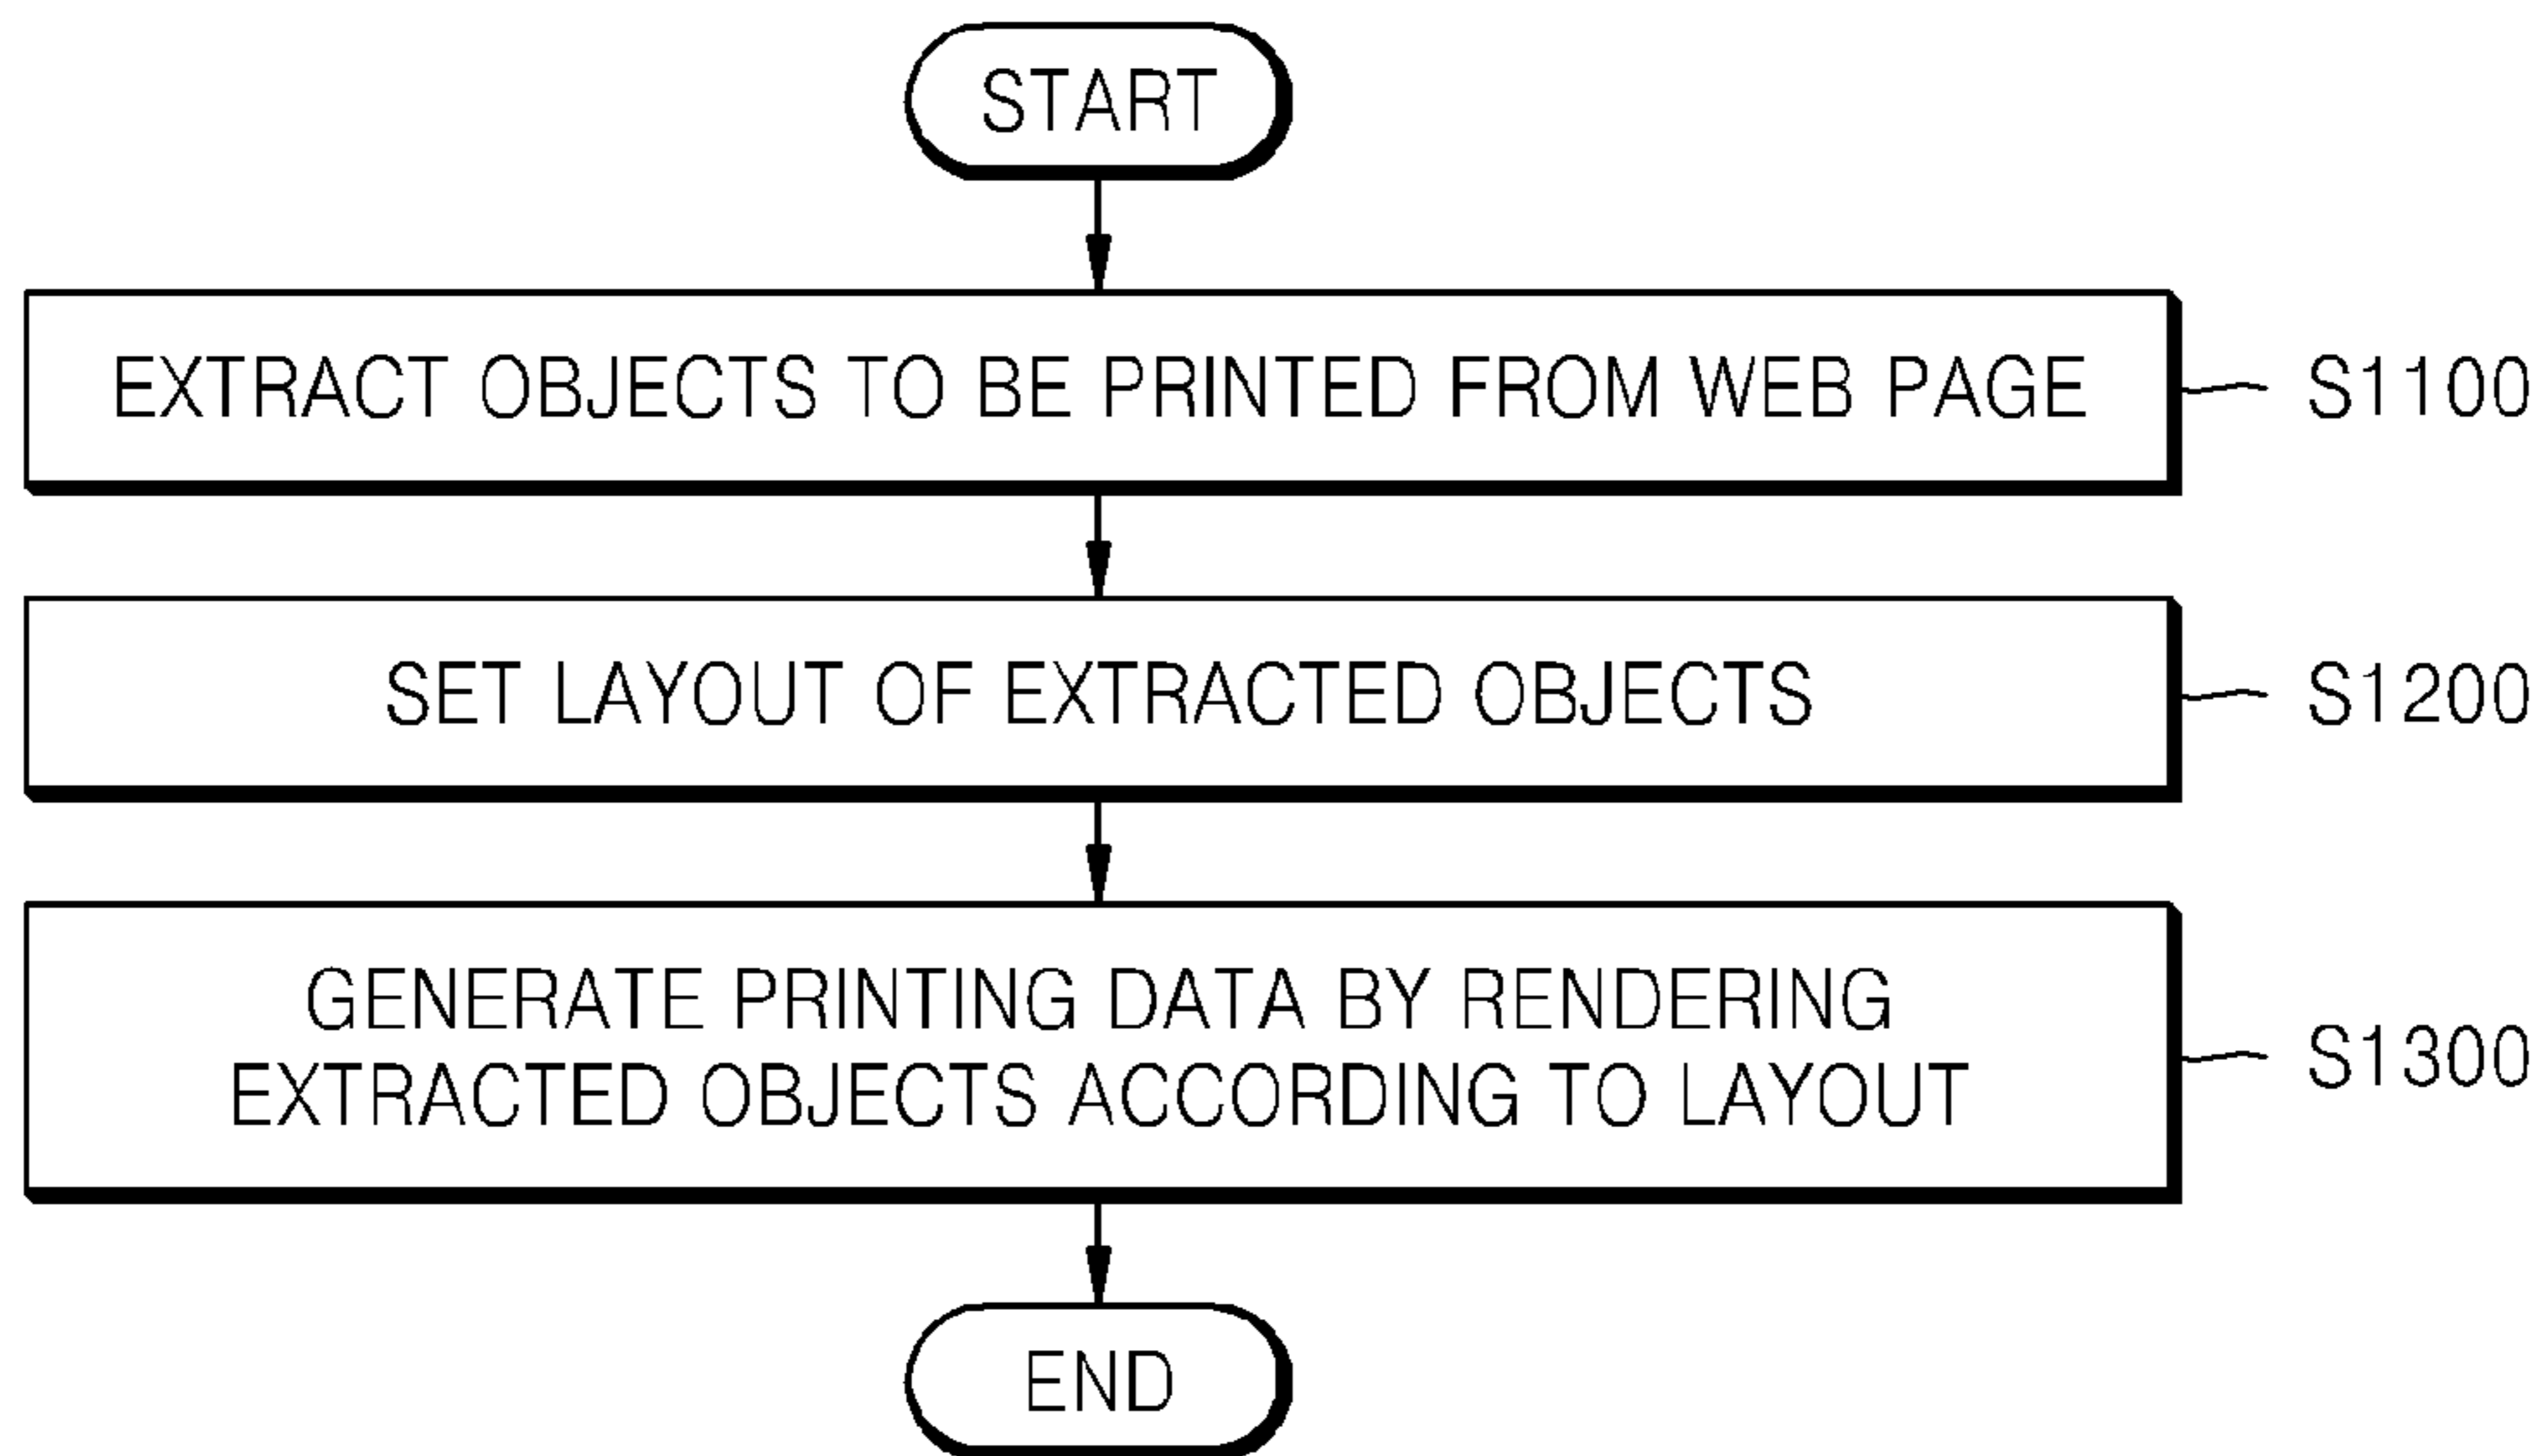 START
EXTRACT OBJECTS TO BE PRINTED FROM WEB PAGE
S1100
SET LAYOUT OF EXTRACTED OBJECTS
S1200
GENERATE PRINTING DATA BY RENDERING
EXTRACTED OBJECTS ACCORDING TO LAYOUT
S1300
END